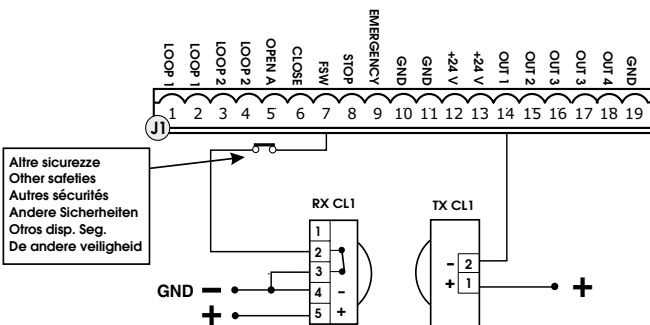 LOOP 1 LOOP 1 LOOP 2 LOOP 2 OPEN A CLOSE FSW STOP EMERGENCY GND GND +24 V +24 V OUT 1 OUT 2 OUT 3 OUT 3 OUT 4 GND
1 2 3 4 5 6 7 8 9 10 11 12 13 14 15 16 17 18 19
J1
Altre sicurezze
Other safeties
Autres sécurités
Andere Sicherheiten
Otros disp. Seg.
De andere veiligheid
RX CL1
TX CL1
1
2
3
4 -
5 +
- 2
+ 1
GND -
+
+